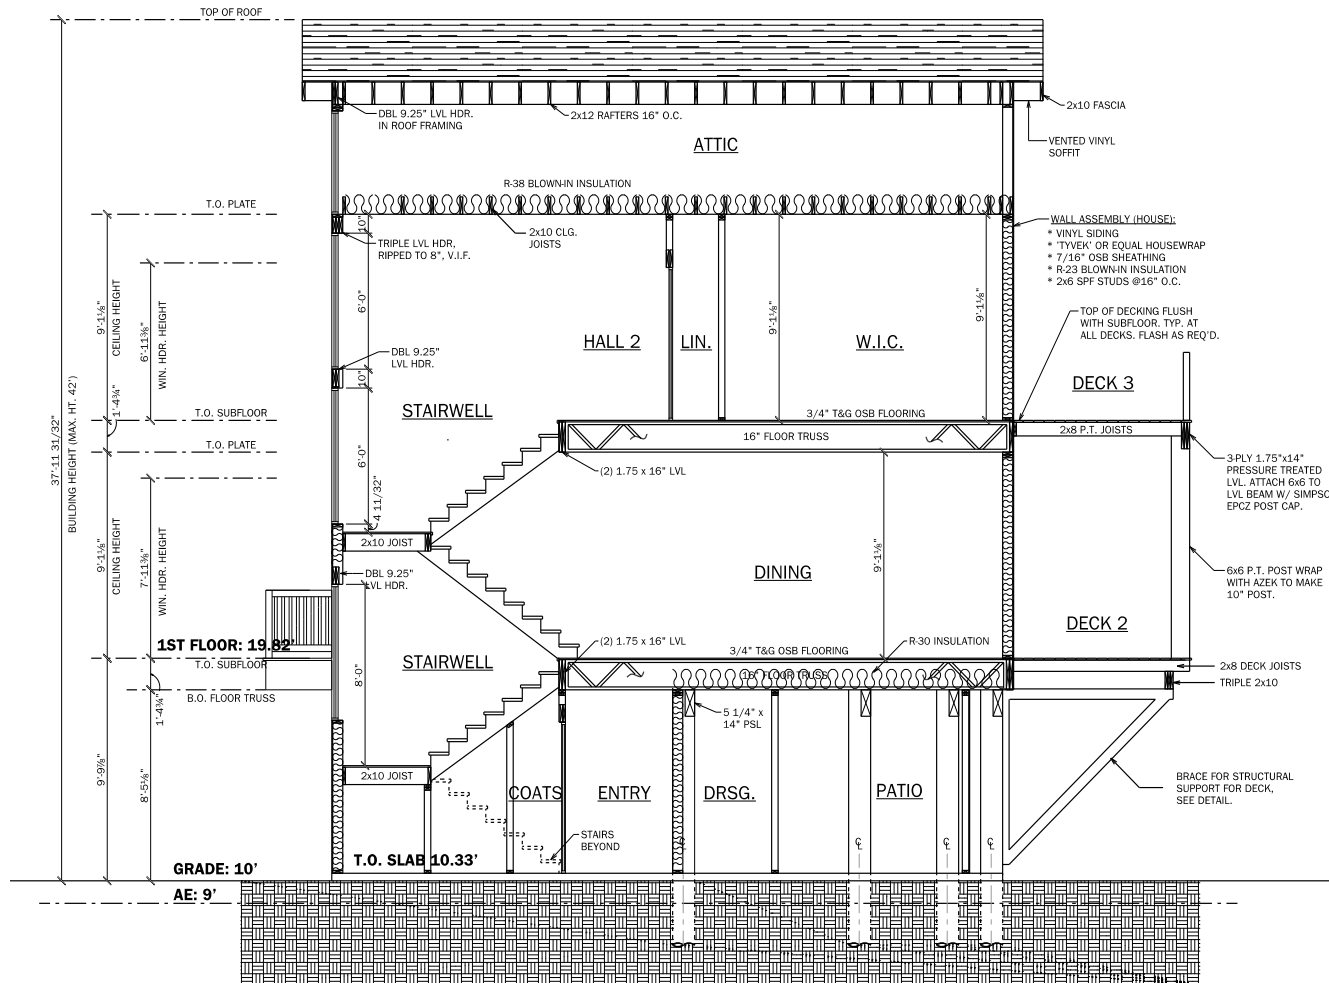 TOP OF ROOF
DBL 9.25" LVL HDR.
IN ROOF FRAMING
2x12 RAFTERS 16" O.C.
2x10 FASCIA
ATTIC
VENTED VINYL
SOFFIT
R-38 BLOWN-IN INSULATION
T.O. PLATE
10"
2x10 CLG.
JOISTS
TRIPLE LVL HDR,
RIPPED TO 8", V.I.F.
WALL ASSEMBLY (HOUSE):
* VINYL SIDING
* 'TYVEK' OR EQUAL HOUSEWRAP
* 7/16" OSB SHEATHING
* R-23 BLOWN-IN INSULATION
* 2x6 SPF STUDS @16" O.C.
9'-1⅛"
CEILING HEIGHT
6'-11⅜"
WIN. HDR. HEIGHT
6'-0"
9'-1⅛"
9'-1⅛"
TOP OF DECKING FLUSH
WITH SUBFLOOR. TYP. AT
ALL DECKS. FLASH AS REQ'D.
HALL 2
LIN.
W.I.C.
DBL 9.25"
LVL HDR.
10"
DECK 3
1'-4¾"
STAIRWELL
T.O. SUBFLOOR
3/4" T&G OSB FLOORING
16" FLOOR TRUSS
2x8 P.T. JOISTS
T.O. PLATE
37'-11 31/32"
BUILDING HEIGHT (MAX. HT. 42')
6'-0"
(2) 1.75 x 16" LVL
3-PLY 1.75"x14"
PRESSURE TREATED
LVL. ATTACH 6x6 TO
LVL BEAM W/ SIMPSO
EPCZ POST CAP.
4 11/32"
2x10 JOIST
9'-1⅛"
CEILING HEIGHT
7'-11⅜"
WIN. HDR. HEIGHT
9'-1⅛"
DBL 9.25"
LVL HDR.
DINING
6x6 P.T. POST WRAP
WITH AZEK TO MAKE
10" POST.
DECK 2
1ST FLOOR: 19.82'
T.O. SUBFLOOR
STAIRWELL
(2) 1.75 x 16" LVL
3/4" T&G OSB FLOORING
R-30 INSULATION
16" FLOOR TRUSS
2x8 DECK JOISTS
TRIPLE 2x10
B.O. FLOOR TRUSS
1'-4¾"
8'-0"
5 1/4" x
14" PSL
9'-9⅞"
8'-5⅛"
2x10 JOIST
COATS
ENTRY
DRSG.
PATIO
BRACE FOR STRUCTURAL
SUPPORT FOR DECK,
SEE DETAIL.
STAIRS
BEYOND
T.O. SLAB 10.33'
GRADE: 10'
AE: 9'